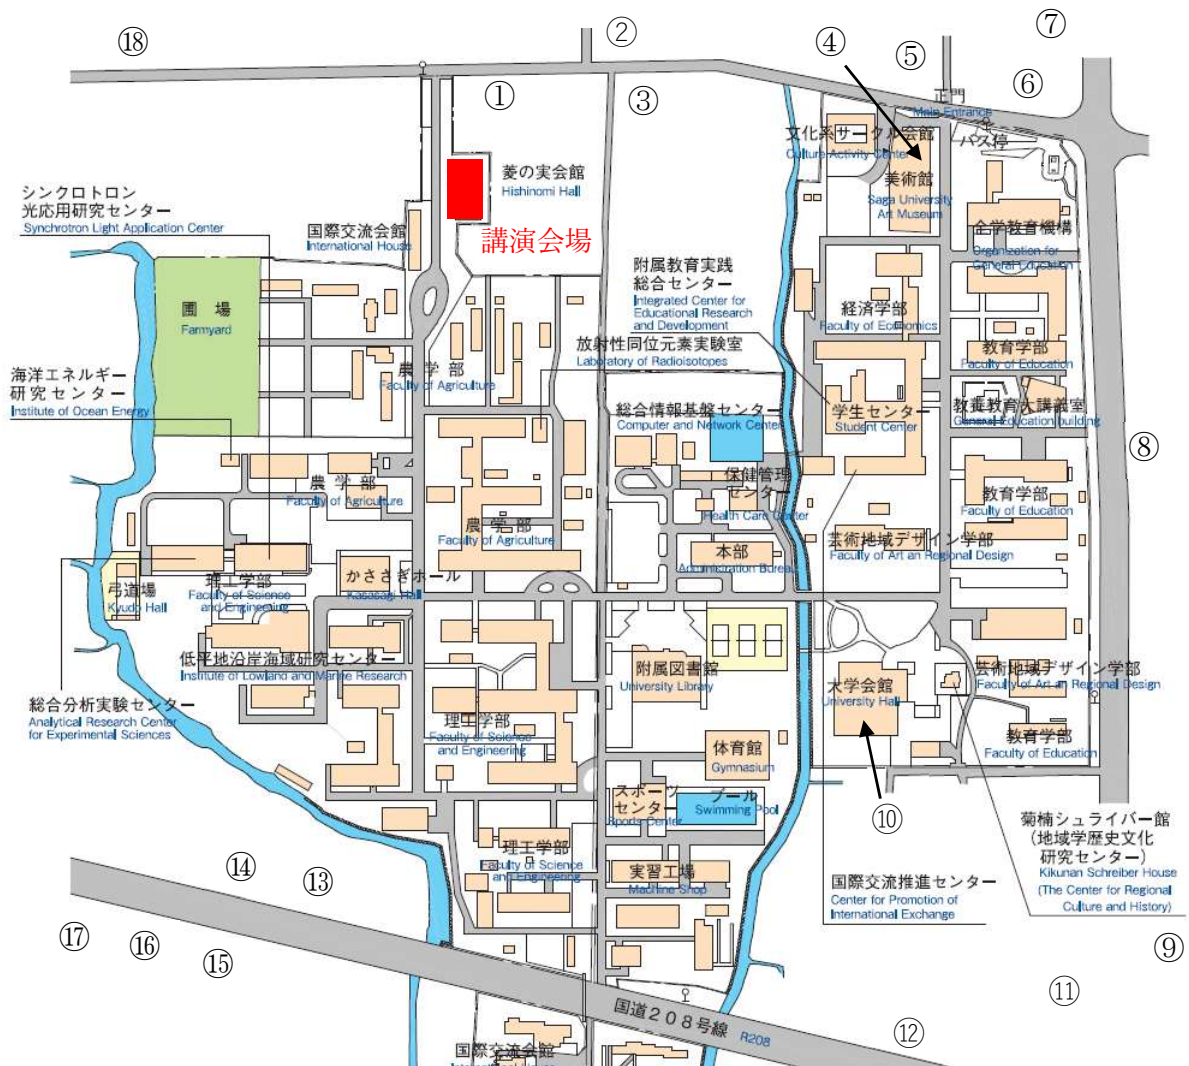 ⑱
②
⑦
④
⑤
⑥
①
③
正門
Main Entrance
バス停
文化系サークル会館
Culture Activity Center
美術館
Saga University
Art Museum
菱の実会館
Hishinomi Hall
講演会場
シンクロトロン
光応用研究センター
Synchrotron Light Application Center
国際交流会館
International House
全学教育機構
Organization for
General Education
附属教育実践
総合センター
Integrated Center for
Educational Research
and Development
圃 場
Farmyard
経済学部
Faculty of Economics
放射性同位元素実験室
Laboratory of Radioisotopes
教育学部
Faculty of Education
農 学 部
Faculty of Agriculture
海洋エネルギー
研究センター
Institute of Ocean Energy
総合情報基盤センター
Computer and Network Center
学生センター
Student Center
教養教育大講義室
General Education building
⑧
農 学 部
Faculty of Agriculture
保健管理
センター
Health Care Center
教育学部
Faculty of Education
農 学 部
Faculty of Agriculture
本部
Administration Bureau
芸術地域デザイン学部
Faculty of Art an Regional Design
弓道場
Kyudo Hall
理工学部
Faculty of Science
and Engineering
かささぎホール
Kasasagi Hall
低平地沿岸海域研究センター
Institute of Lowland and Marine Research
附属図書館
University Library
大学会館
University Hall
芸術地域デザイン学部
Faculty of Art an Regional Design
総合分析実験センター
Analytical Research Center
for Experimental Sciences
理工学部
Faculty of Science
and Engineering
体育館
Gymnasium
教育学部
Faculty of Education
スポーツ
センター
Sports Center
プール
Swimming Pool
⑩
菊楠シュライバー館
(地域学歴史文化
研究センター)
Kikunan Schreiber House
(The Center for Regional
Culture and History)
理工学部
Faculty of Science
and Engineering
実習工場
Machine Shop
国際交流推進センター
Center for Promotion of
International Exchange
⑭
⑬
⑰
⑯
⑮
⑨
⑪
国道208号線 R208
⑫
国際交流会館